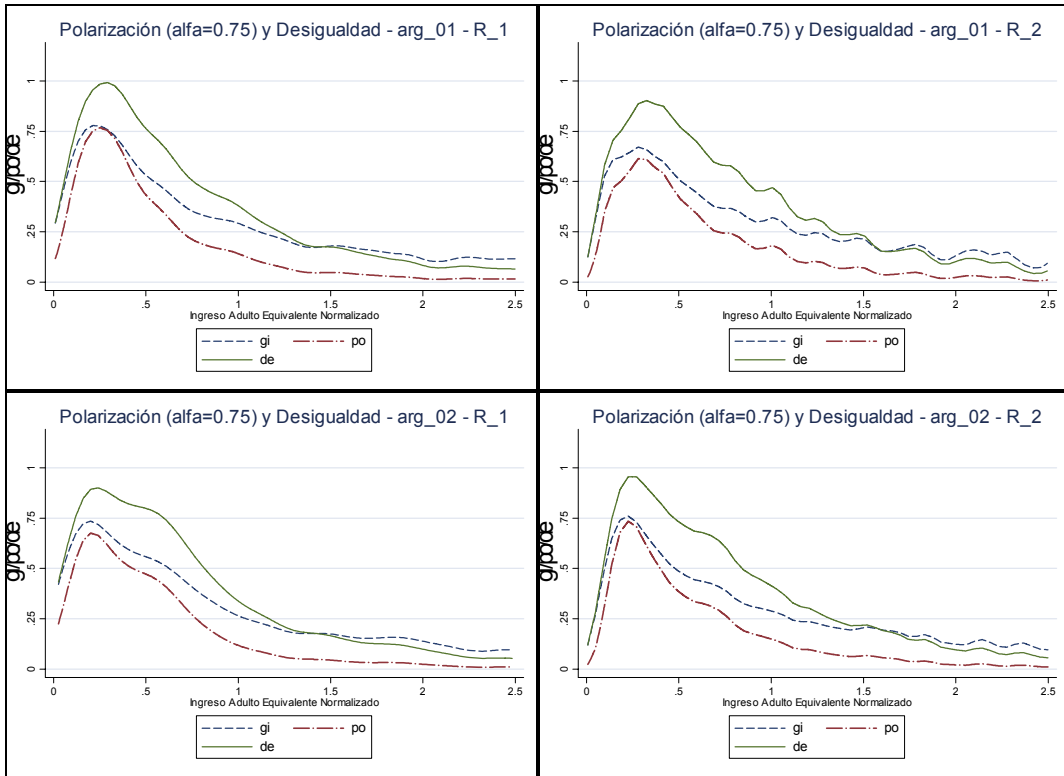 Polarización (alfa=0.75) y Desigualdad - arg_01 - R_1
g/po/de
1
.75
.5
.25
0
0 .5 1 1.5 2 2.5
Ingreso Adulto Equivalente Normalizado
gi po
de
Polarización (alfa=0.75) y Desigualdad - arg_01 - R_2
g/po/de
1
.75
.5
.25
0
0 .5 1 1.5 2 2.5
Ingreso Adulto Equivalente Normalizado
gi po
de
Polarización (alfa=0.75) y Desigualdad - arg_02 - R_1
g/po/de
1
.75
.5
.25
0
0 .5 1 1.5 2 2.5
Ingreso Adulto Equivalente Normalizado
gi po
de
Polarización (alfa=0.75) y Desigualdad - arg_02 - R_2
g/po/de
1
.75
.5
.25
0
0 .5 1 1.5 2 2.5
Ingreso Adulto Equivalente Normalizado
gi po
de